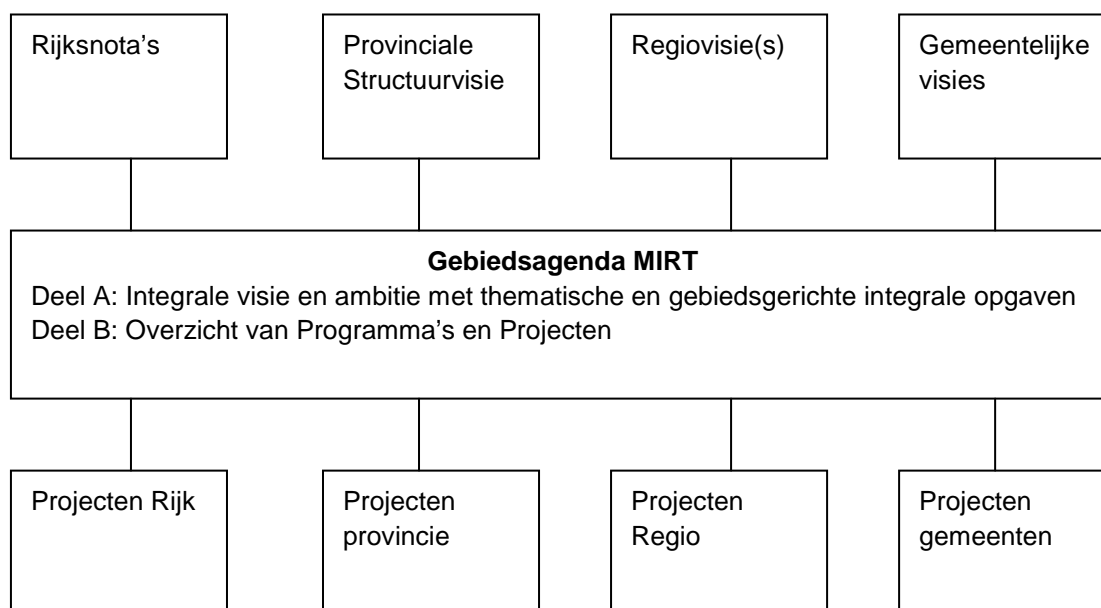 Rijksnota’s
Provinciale
Structuurvisie
Regiovisie(s)
Gemeentelijke
visies
Gebiedsagenda MIRT
Deel A: Integrale visie en ambitie met thematische en gebiedsgerichte integrale opgaven
Deel B: Overzicht van Programma’s en Projecten
Projecten Rijk
Projecten
provincie
Projecten
Regio
Projecten
gemeenten